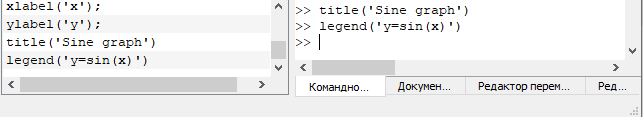 xlabel('x');
ylabel('y');
title('Sine graph')
legend('y=sin(x)')
>> title('Sine graph')
>> legend('y=sin(x)')
>>
Командно... Докумен... Редактор перем... Ред...